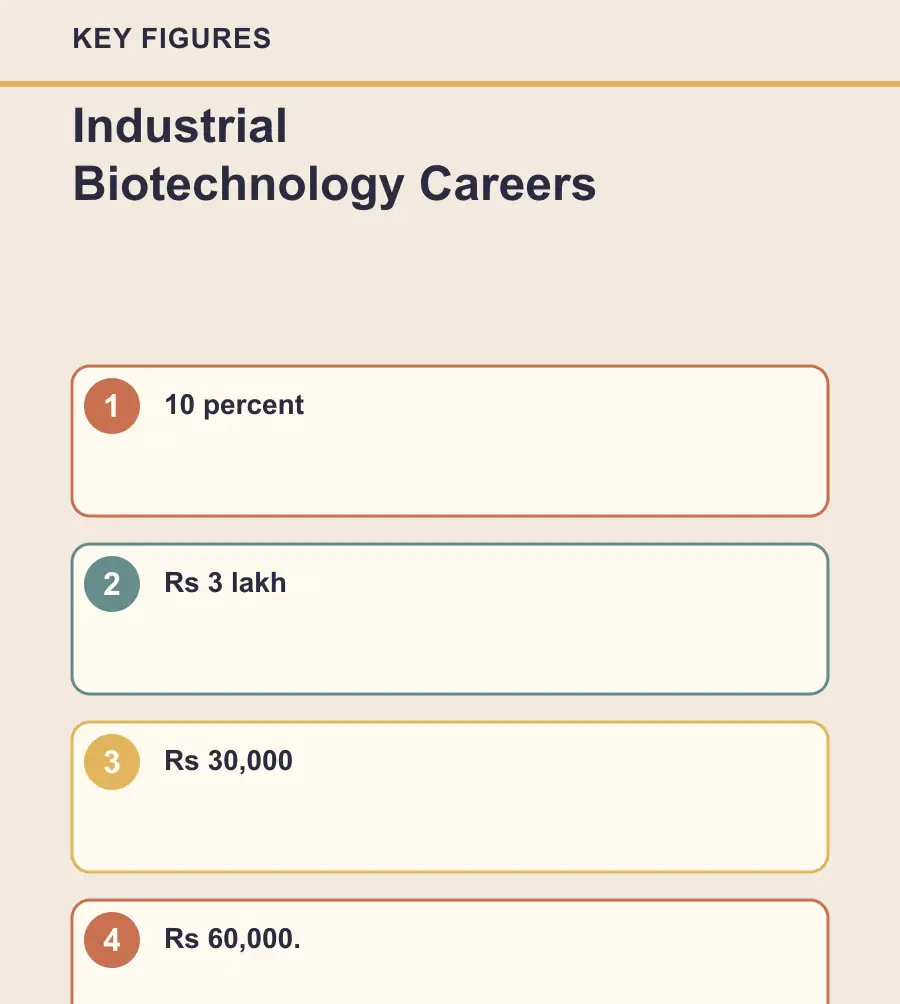 KEY FIGURES
Industrial
Biotechnology Careers
1 10 percent
2 Rs 3 lakh
3 Rs 30,000
4 Rs 60,000.